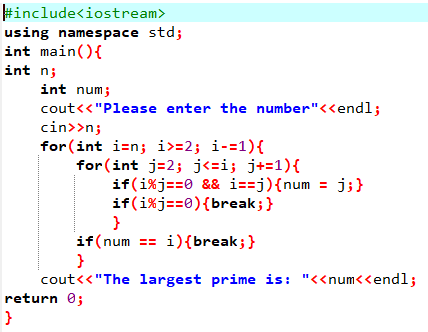 #include<iostream>
using namespace std;
int main(){
int n;
    int num;
    cout<<"Please enter the number"<<endl;
    cin>>n;
    for(int i=n; i>=2; i-=1){
        for(int j=2; j<=i; j+=1){
            if(i%j==0 && i==j){num = j;}
            if(i%j==0){break;}
            }
        if(num == i){break;}
        }
    cout<<"The largest prime is: "<<num<<endl;
return 0;
}